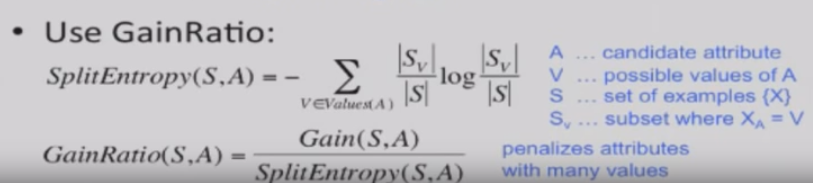 • Use GainRatio:
SplitEntropy(S,A) = − ∑ V∈Values(A) |S_V|/|S| log |S_V|/|S|
A ... candidate attribute
V ... possible values of A
S ... set of examples {X}
S_v ... subset where X_A = V
GainRatio(S,A) = Gain(S,A) / SplitEntropy(S,A)
penalizes attributes
with many values